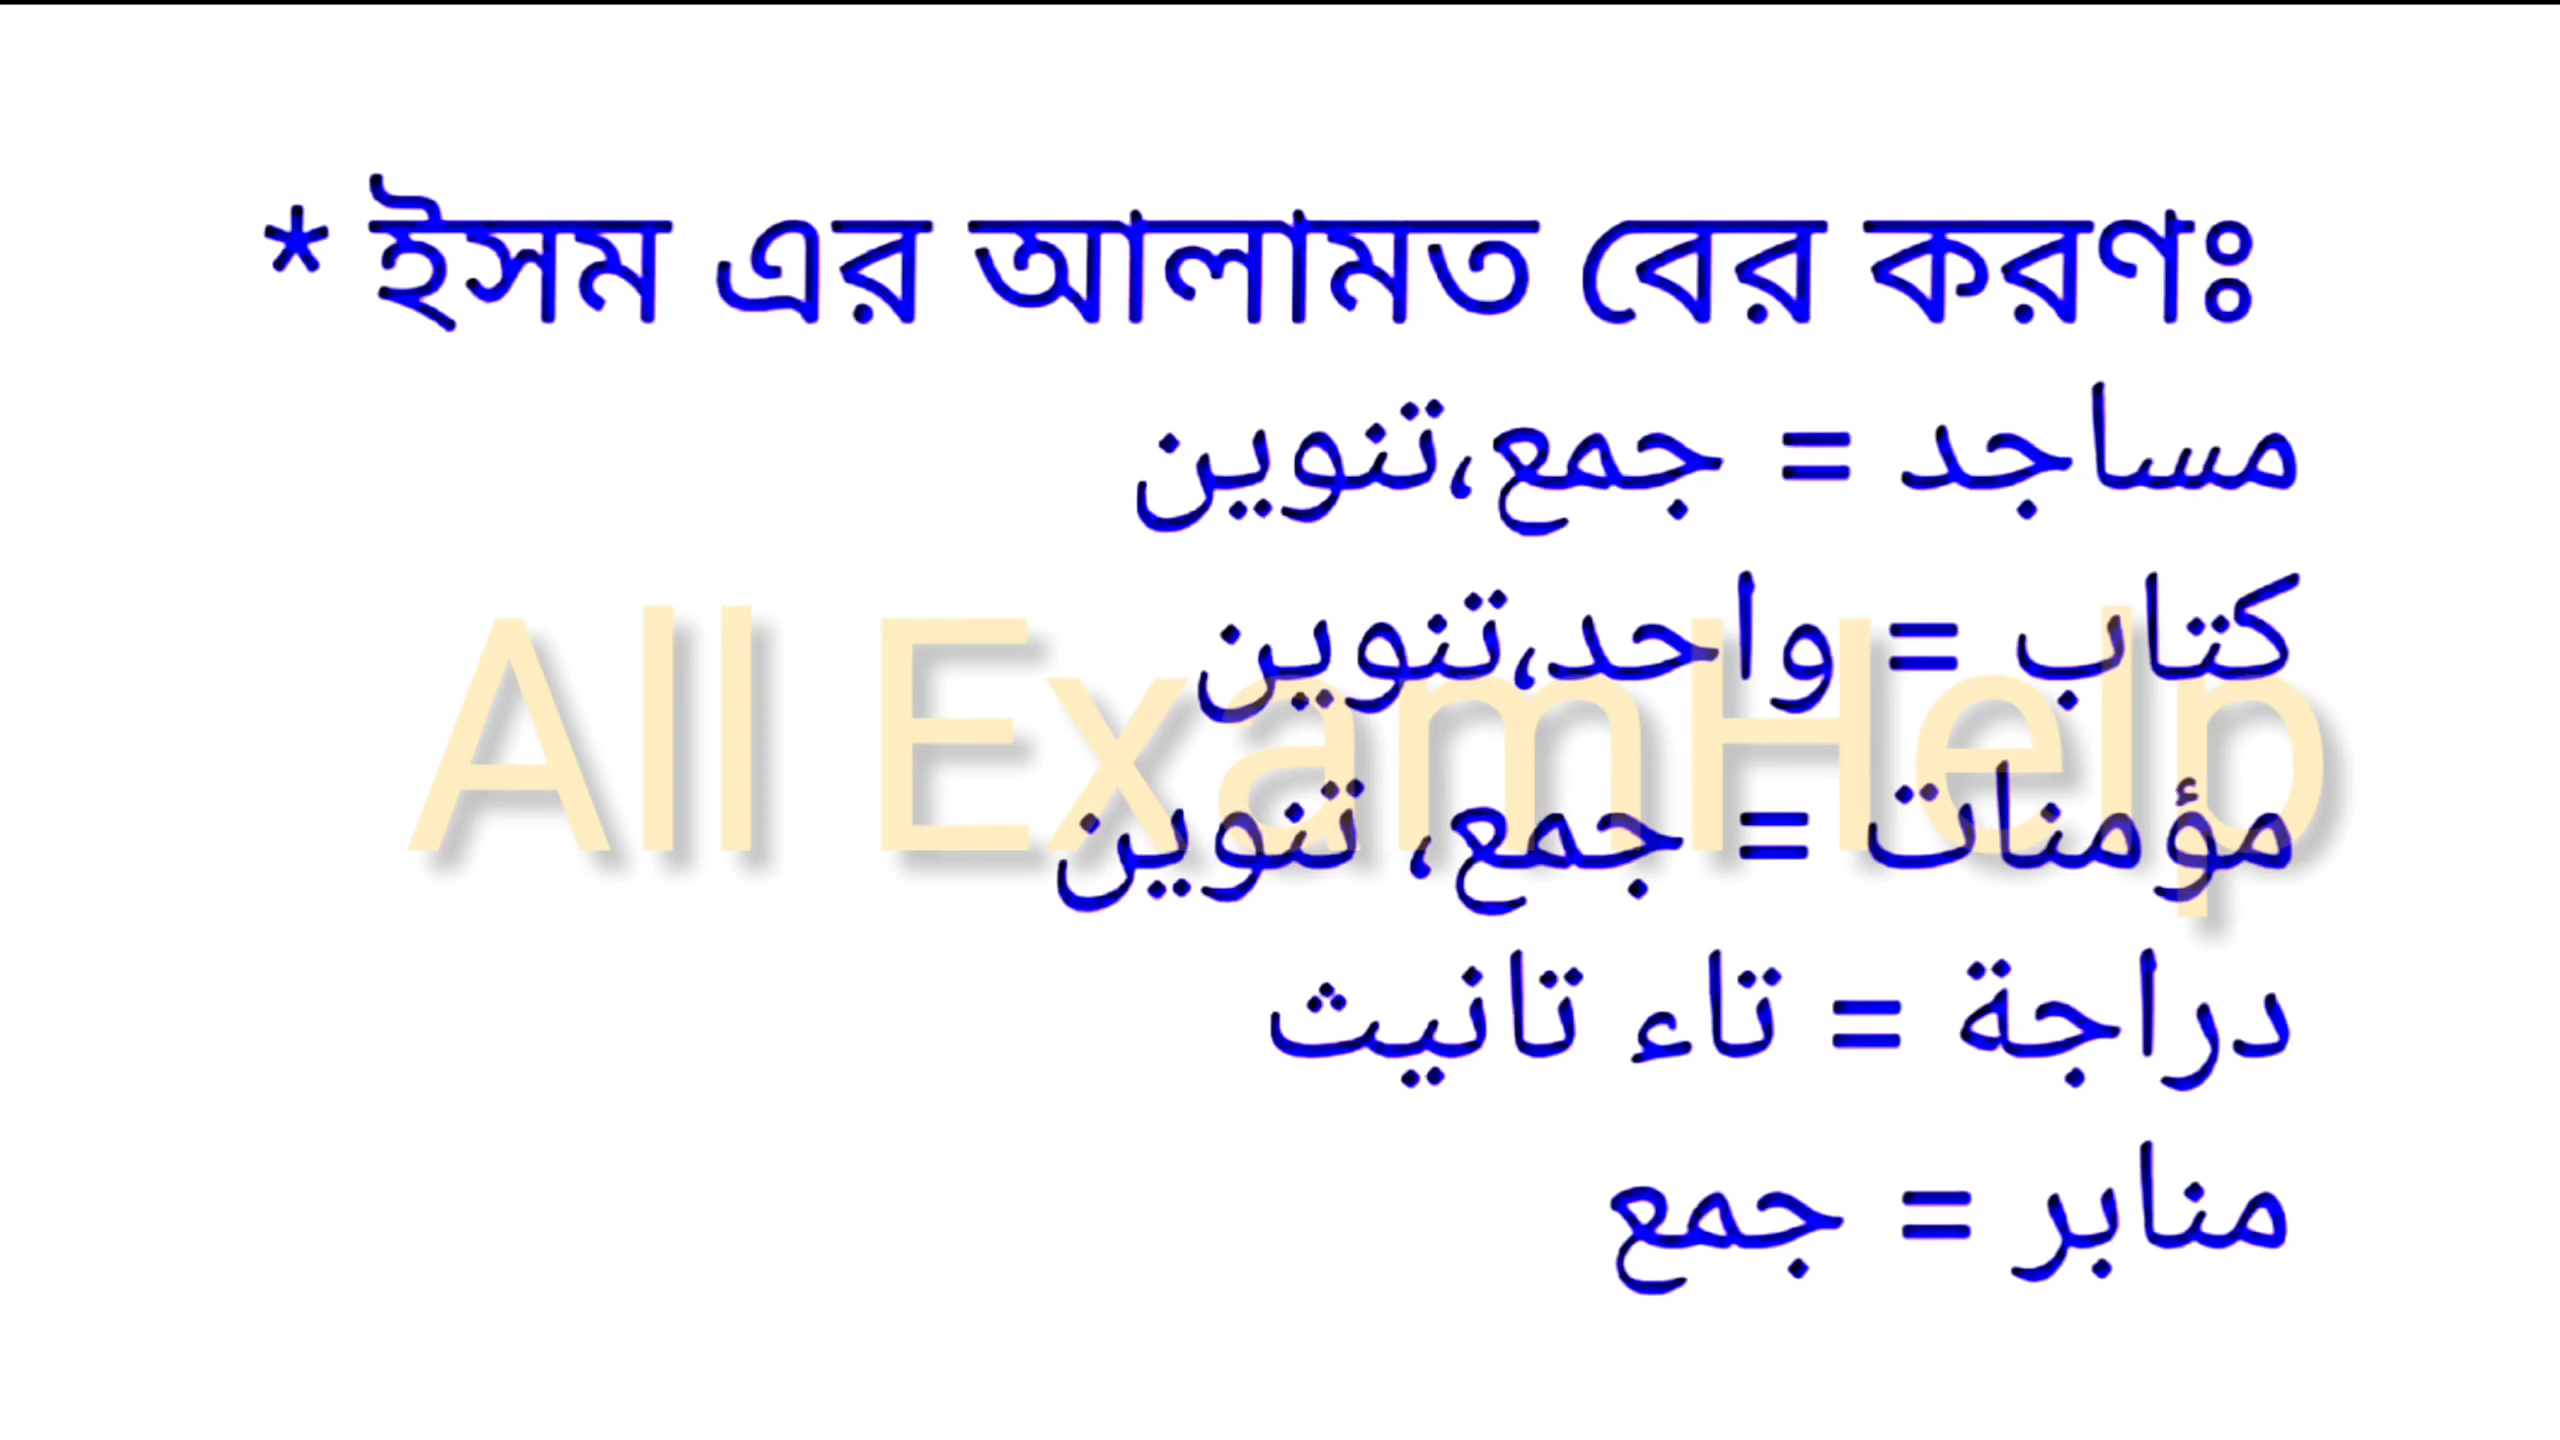 * ইসম এর আলামত বের করণঃ
مساجد = جمع،تنوين
كتاب = واحد،تنوين
All ExamHelp
مؤمنات = جمع، تنوين
دراجة = تاء تانيث
منابر = جمع